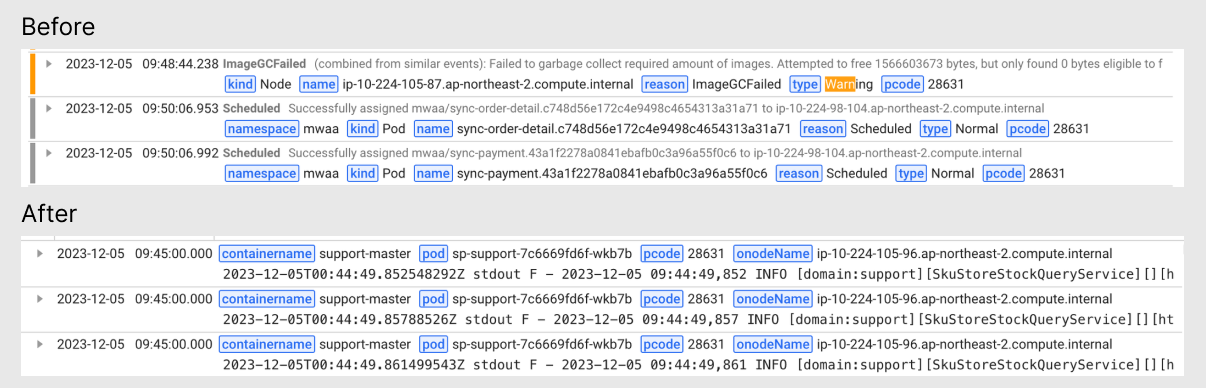 Before
2023-12-05 09:48:44.238 ImageGCFailed (combined from similar events): Failed to garbage collect required amount of images. Attempted to free 1566603673 bytes, but only found 0 bytes eligible to f
kind Node name ip-10-224-105-87.ap-northeast-2.compute.internal reason ImageGCFailed type Warning pcode 28631
2023-12-05 09:50:06.953 Scheduled Successfully assigned mwaa/sync-order-detail.c748d56e172c4e9498c4654313a31a71 to ip-10-224-98-104.ap-northeast-2.compute.internal
namespace mwaa kind Pod name sync-order-detail.c748d56e172c4e9498c4654313a31a71 reason Scheduled type Normal pcode 28631
2023-12-05 09:50:06.992 Scheduled Successfully assigned mwaa/sync-payment.43a1f2278a0841ebafb0c3a96a55f0c6 to ip-10-224-98-104.ap-northeast-2.compute.internal
namespace mwaa kind Pod name sync-payment.43a1f2278a0841ebafb0c3a96a55f0c6 reason Scheduled type Normal pcode 28631
After
2023-12-05 09:45:00.000 containername support-master pod sp-support-7c6669fd6f-wkb7b pcode 28631 onodeName ip-10-224-105-96.ap-northeast-2.compute.internal
2023-12-05T00:44:49.852548292Z stdout F - 2023-12-05 09:44:49,852 INFO [domain:support][SkuStoreStockQueryService][][h
2023-12-05 09:45:00.000 containername support-master pod sp-support-7c6669fd6f-wkb7b pcode 28631 onodeName ip-10-224-105-96.ap-northeast-2.compute.internal
2023-12-05T00:44:49.85788526Z stdout F - 2023-12-05 09:44:49,857 INFO [domain:support][SkuStoreStockQueryService][][ht
2023-12-05 09:45:00.000 containername support-master pod sp-support-7c6669fd6f-wkb7b pcode 28631 onodeName ip-10-224-105-96.ap-northeast-2.compute.internal
2023-12-05T00:44:49.861499543Z stdout F - 2023-12-05 09:44:49,861 INFO [domain:support][SkuStoreStockQueryService][][h